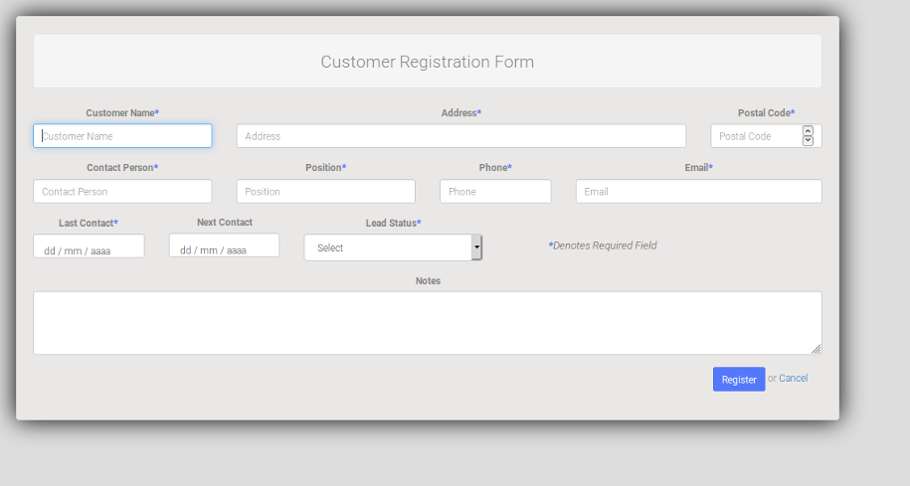 Customer Registration Form
Customer Name* Address* Postal Code*
Customer Name Address Postal Code
Contact Person* Position* Phone* Email*
Contact Person Position Phone Email
Last Contact* Next Contact Lead Status*
dd / mm / aaaa dd / mm / aaaa Select *Denotes Required Field
Notes
Register or Cancel